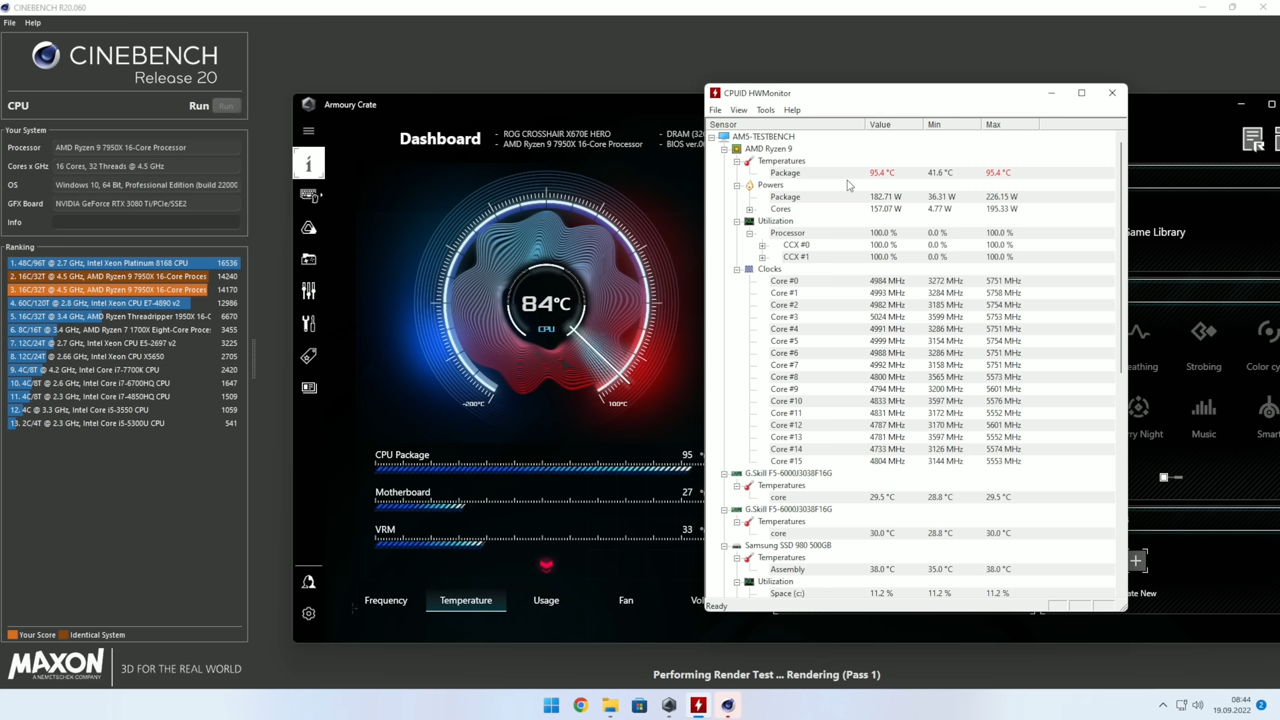 CINEBENCH R20.060
File Help
CINEBENCH
Release 20
CPU Run Run
Your System
Processor AMD Ryzen 9 7950X 16-Core Processor
Cores x GHz 16 Cores, 32 Threads @ 4.5 GHz
OS Windows 10, 64 Bit, Professional Edition (build 22000
GFX Board NVIDIA GeForce RTX 3080 Ti/PCIe/SSE2
Info
Ranking
1. 48C/96T @ 2.7 GHz, Intel Xeon Platinum 8168 CPU 16536
2. 16C/32T @ 4.5 GHz, AMD Ryzen 9 7950X 16-Core Proces 14240
3. 16C/32T @ 4.5 GHz, AMD Ryzen 9 7950X 16-Core Proces 14170
4. 60C/120T @ 2.8 GHz, Intel Xeon CPU E7-4890 v2 12986
5. 16C/32T @ 3.4 GHz, AMD Ryzen Threadripper 1950X 16-C 6670
6. 8C/16T @ 3.4 GHz, AMD Ryzen 7 1700X Eight-Core Proce: 3455
7. 12C/24T @ 2.7 GHz, Intel Xeon CPU E5-2697 v2 3225
8. 12C/24T @ 2.66 GHz, Intel Xeon CPU X5650 2705
9. 4C/8T @ 4.2 GHz, Intel Core i7-7700K CPU 2420
10. 4C/8T @ 2.6 GHz, Intel Core i7-6700HQ CPU 1647
11. 4C/8T @ 2.3 GHz, Intel Core i7-4850HQ CPU 1509
12. 4C @ 3.3 GHz, Intel Core i5-3550 CPU 1059
13. 2C/4T @ 2.3 GHz, Intel Core i5-5300U CPU 541
Your Score Identical System
MAXON
A NEMETSCHEK COMPANY
3D FOR THE REAL WORLD
Armoury Crate
Dashboard
- ROG CROSSHAIR X670E HERO - DRAM (32
- AMD Ryzen 9 7950X 16-Core Processor - BIOS ver.0
84°C
CPU
-200°C 100°C
CPU Package 95 °
Motherboard 27 °
VRM 33 °
Frequency Temperature Usage Fan Vol
CPUID HWMonitor
File View Tools Help
Sensor Value Min Max
AM5-TESTBENCH
AMD Ryzen 9
Temperatures
Package 95.4 °C 41.6 °C 95.4 °C
Powers
Package 182.71 W 36.31 W 226.15 W
Cores 157.07 W 4.77 W 195.33 W
Utilization
Processor 100.0 % 0.0 % 100.0 %
CCX #0 100.0 % 0.0 % 100.0 %
CCX #1 100.0 % 0.0 % 100.0 %
Clocks
Core #0 4984 MHz 3272 MHz 5751 MHz
Core #1 4993 MHz 3284 MHz 5758 MHz
Core #2 4982 MHz 3185 MHz 5754 MHz
Core #3 5024 MHz 3599 MHz 5753 MHz
Core #4 4991 MHz 3286 MHz 5751 MHz
Core #5 4999 MHz 3154 MHz 5754 MHz
Core #6 4988 MHz 3286 MHz 5751 MHz
Core #7 4992 MHz 3158 MHz 5751 MHz
Core #8 4800 MHz 3565 MHz 5573 MHz
Core #9 4794 MHz 3200 MHz 5601 MHz
Core #10 4833 MHz 3597 MHz 5576 MHz
Core #11 4831 MHz 3172 MHz 5552 MHz
Core #12 4787 MHz 3170 MHz 5601 MHz
Core #13 4781 MHz 3597 MHz 5552 MHz
Core #14 4733 MHz 3126 MHz 5574 MHz
Core #15 4804 MHz 3144 MHz 5553 MHz
G.Skill F5-6000J3038F16G
Temperatures
core 29.5 °C 28.8 °C 29.5 °C
G.Skill F5-6000J3038F16G
Temperatures
core 30.0 °C 28.8 °C 30.0 °C
Samsung SSD 980 500GB
Temperatures
Assembly 38.0 °C 35.0 °C 38.0 °C
Utilization
Space (c:) 11.2 % 11.2 % 11.2 %
Ready
ame Library
eathing Strobing Color cy
ry Night Music Smar
ate New
Performing Render Test ... Rendering (Pass 1)
08:44
19.09.2022 2